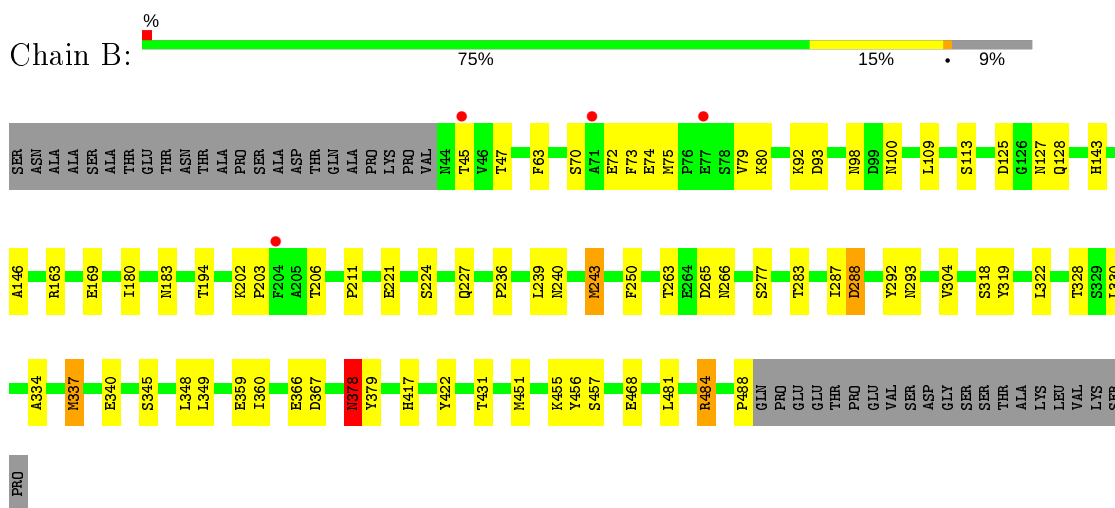 %
Chain B:
75% 15% • 9%
SER ASN ALA ALA SER ALA THR GLU THR ASN THR ALA PRO SER ALA ASP THR GLN ALA PRO LYS PRO VAL N44 T45 V46 T47 F63 S70 A71 E72 F73 E74 M75 P76 E77 S78 V79 K80 K92 D93 N98 D99 N100 L109 S113 D125 G126 N127 Q128 H143
A146 R163 E169 I180 N183 T194 K202 P203 F204 A205 T206 P211 E221 S224 Q227 P236 L239 N240 M243 F250 T263 E264 D265 N266 S277 T283 I287 D288 Y292 N293 V304 S318 Y319 L322 T328 S329
A334 M337 E340 S345 L348 L349 E359 I360 E366 D367 N378 Y379 H417 Y422 T431 M451 K455 Y456 S457 E468 L481 R484 P488 GLN PRO GLU GLU THR PRO GLU VAL SER ASP GLY SER SER THR ALA LYS LEU VAL LYS SER
PRO